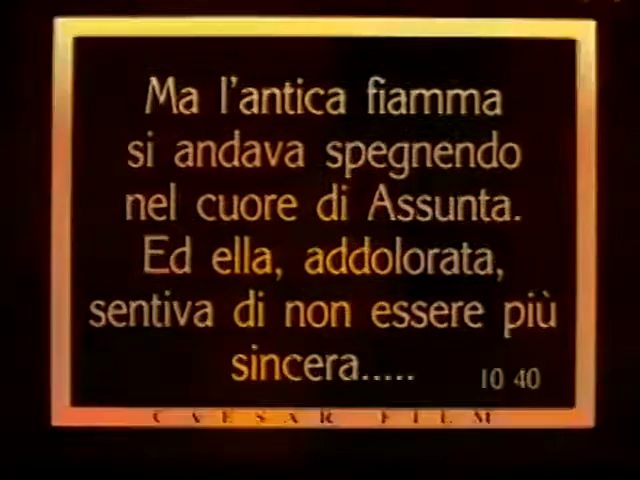 Ma l'antica fiamma
si andava spegnendo
nel cuore di Assunta.
Ed ella, addolorata,
sentiva di non essere più
sincera.....
10 40
CAESAR FILM